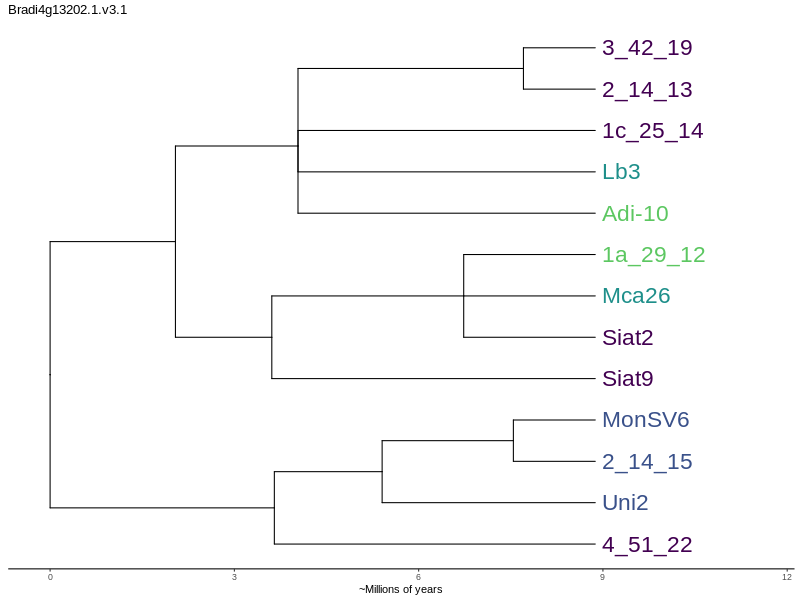 Bradi4g13202.1.v3.1
3_42_19
2_14_13
1c_25_14
Lb3
Adi-10
1a_29_12
Mca26
Siat2
Siat9
MonSV6
2_14_15
Uni2
4_51_22
0 3 6 9 12
~Millions of years